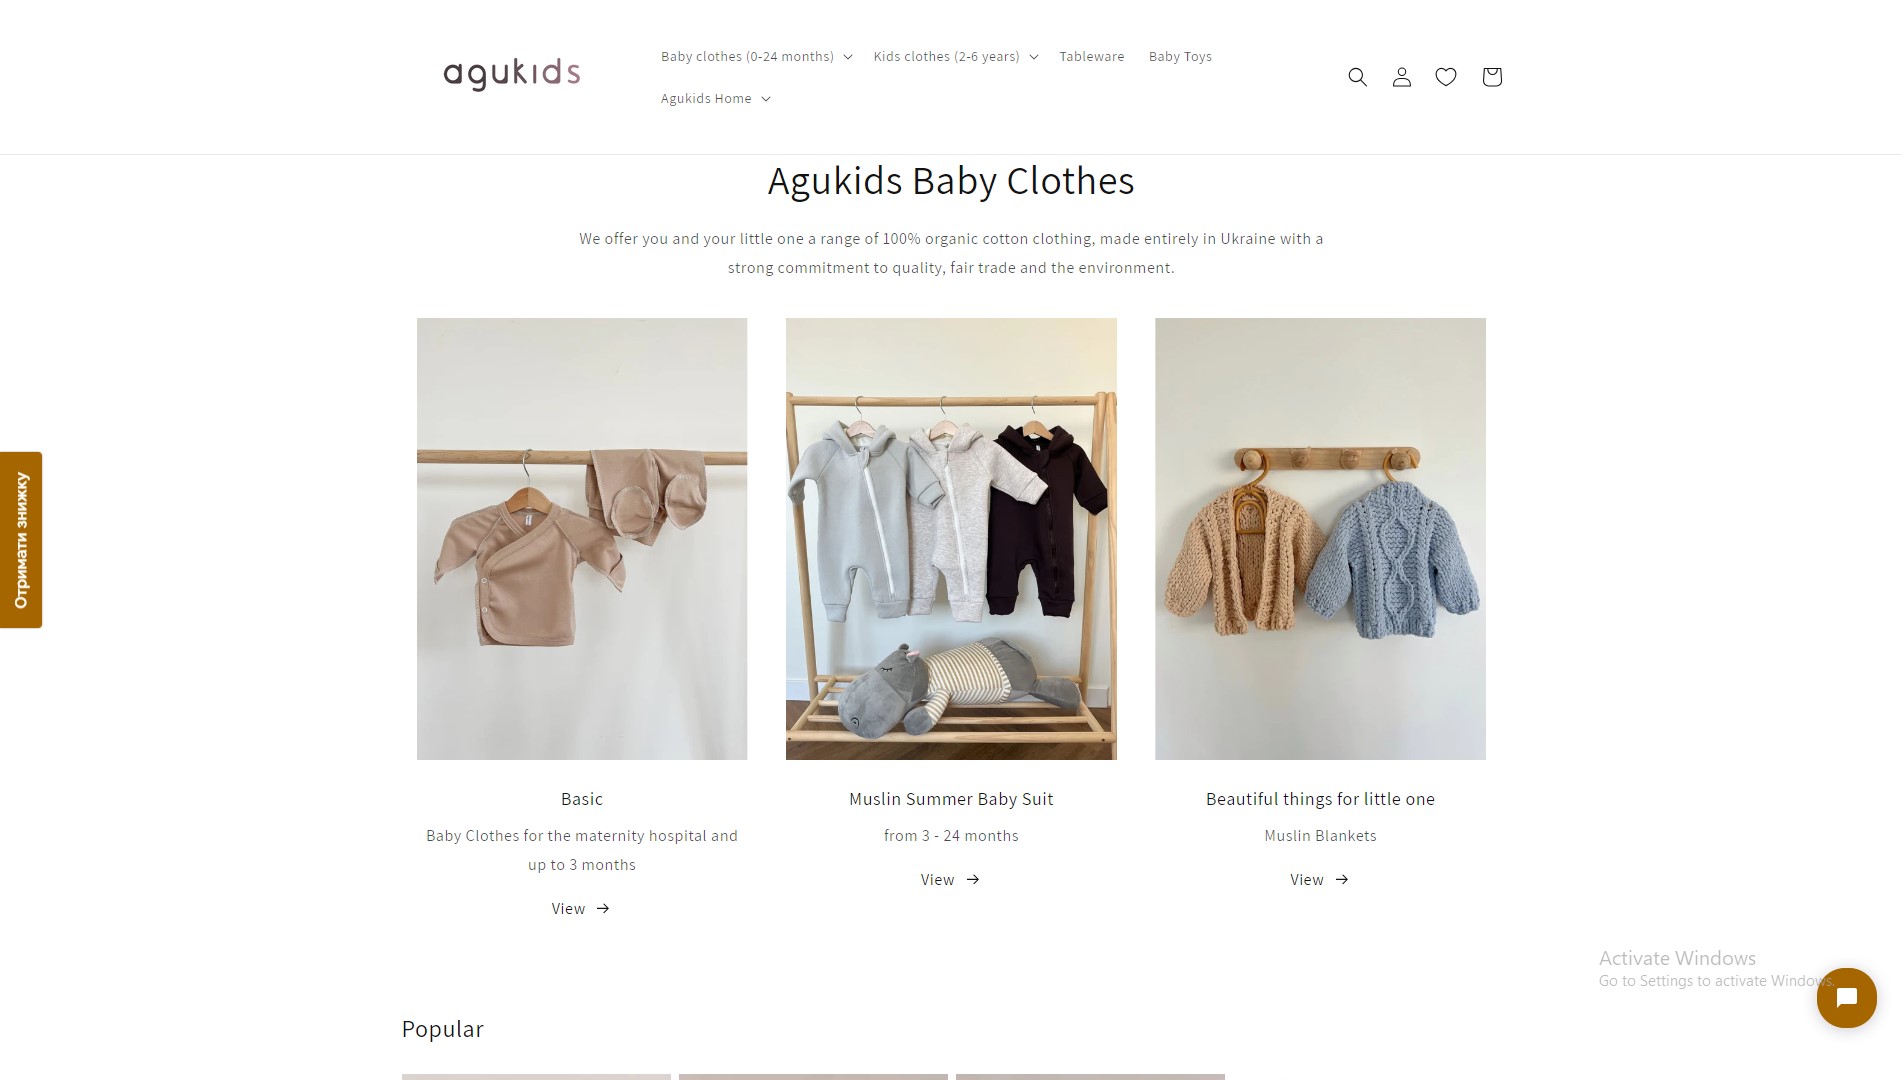 agukids
Baby clothes (0-24 months)
Kids clothes (2-6 years)
Tableware
Baby Toys
Agukids Home
Agukids Baby Clothes
We offer you and your little one a range of 100% organic cotton clothing, made entirely in Ukraine with a
strong commitment to quality, fair trade and the environment.
Отримати знижку
Basic
Baby Clothes for the maternity hospital and
up to 3 months
View
Muslin Summer Baby Suit
from 3 - 24 months
View
Beautiful things for little one
Muslin Blankets
View
Activate Windows
Go to Settings to activate Windows.
Popular